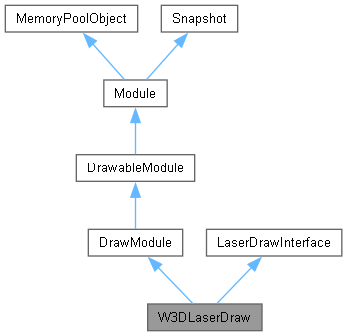 MemoryPoolObject
Snapshot
Module
DrawableModule
DrawModule
LaserDrawInterface
W3DLaserDraw